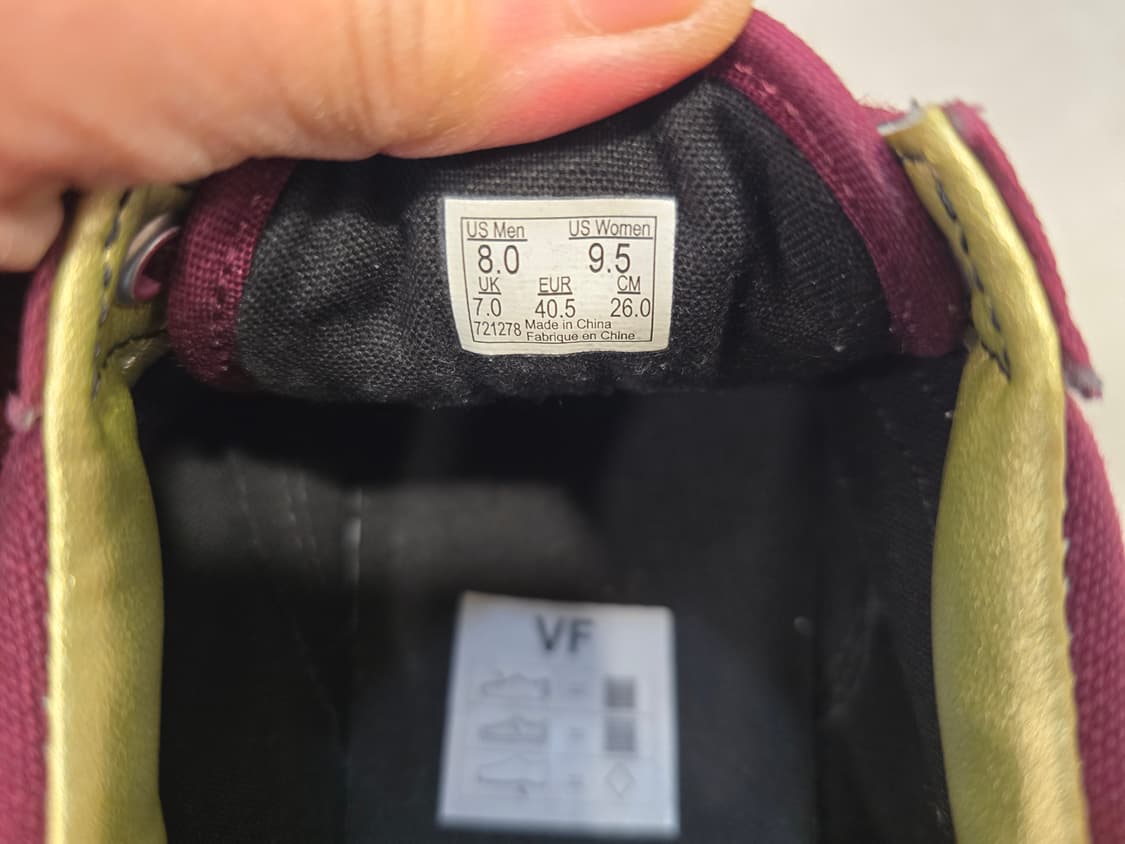 US Men US Women
8.0 9.5
UK EUR CM
7.0 40.5 26.0
721278 Made in China
Fabriqué en Chine
VF